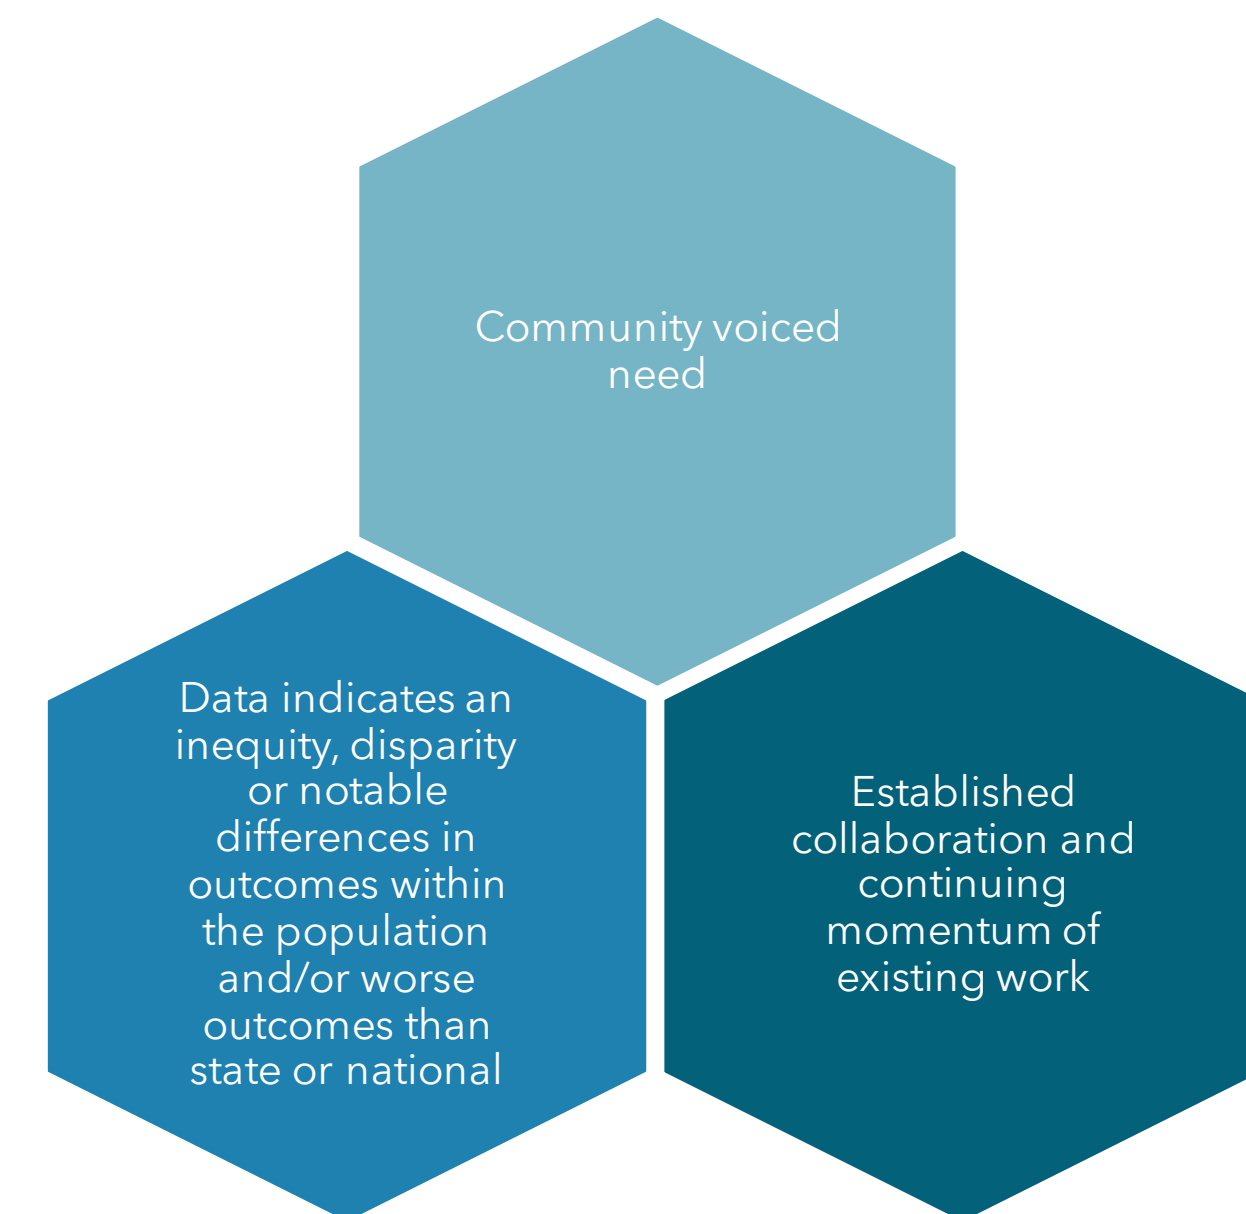 Community voiced
need
Data indicates an
inequity, disparity
or notable
differences in
outcomes within
the population
and/or worse
outcomes than
state or national
Established
collaboration and
continuing
momentum of
existing work